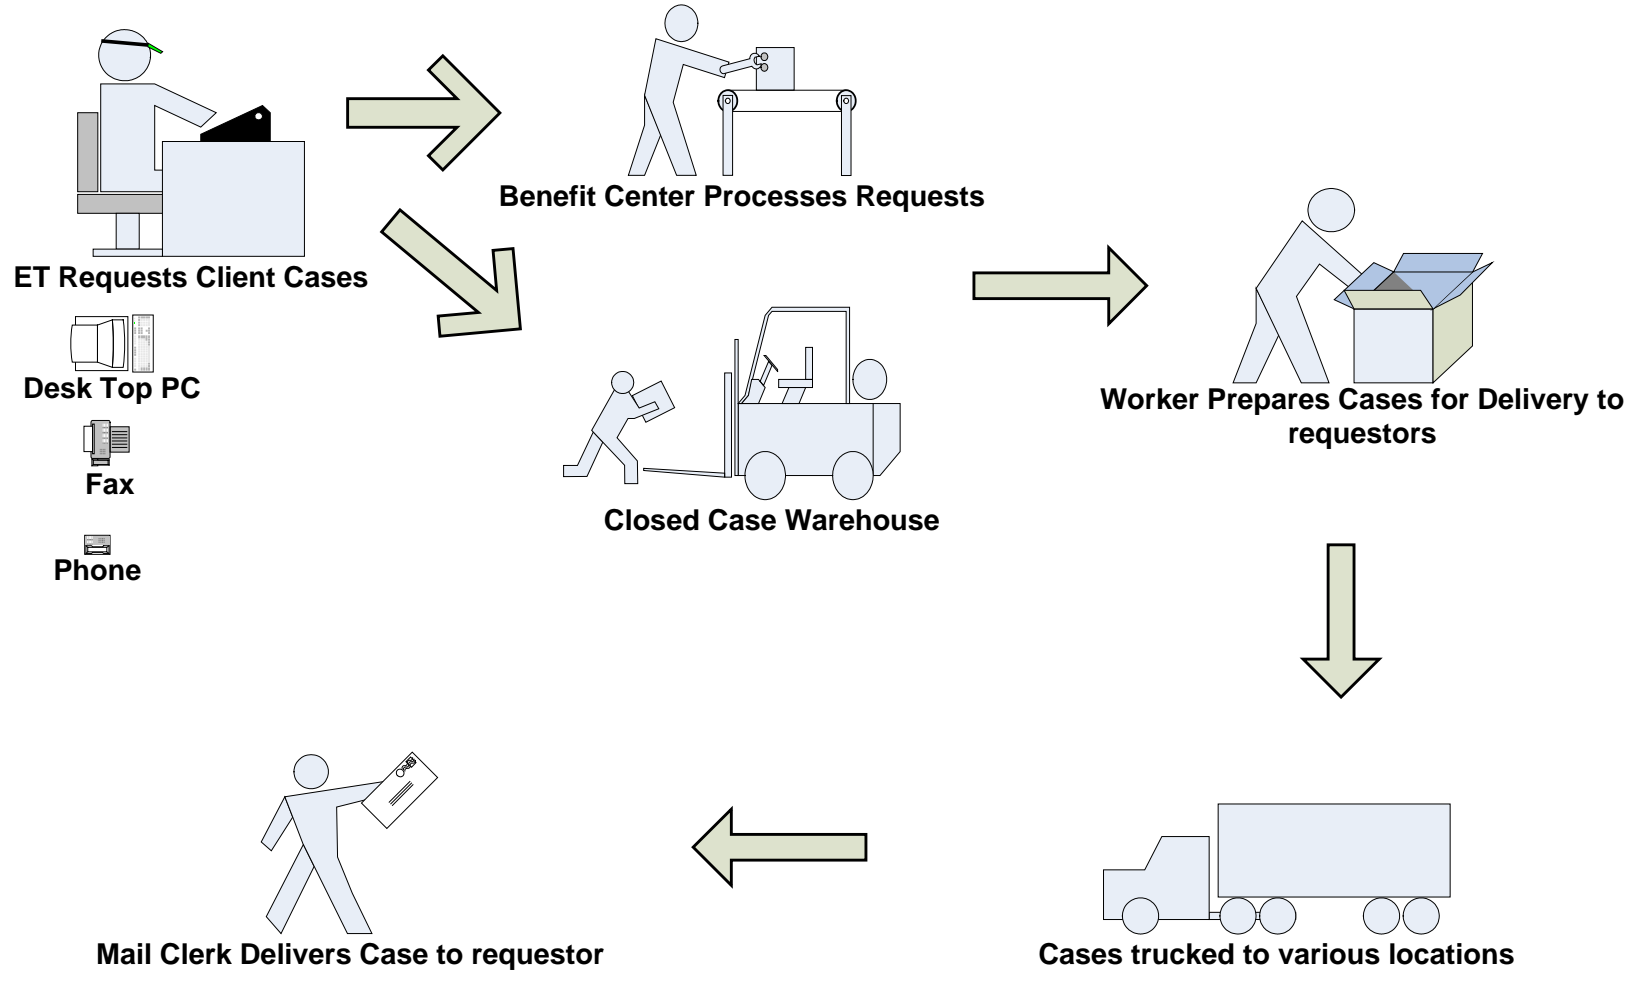 Benefit Center Processes Requests
ET Requests Client Cases
Desk Top PC
Fax
Phone
Closed Case Warehouse
Worker Prepares Cases for Delivery to
requestors
Mail Clerk Delivers Case to requestor
Cases trucked to various locations